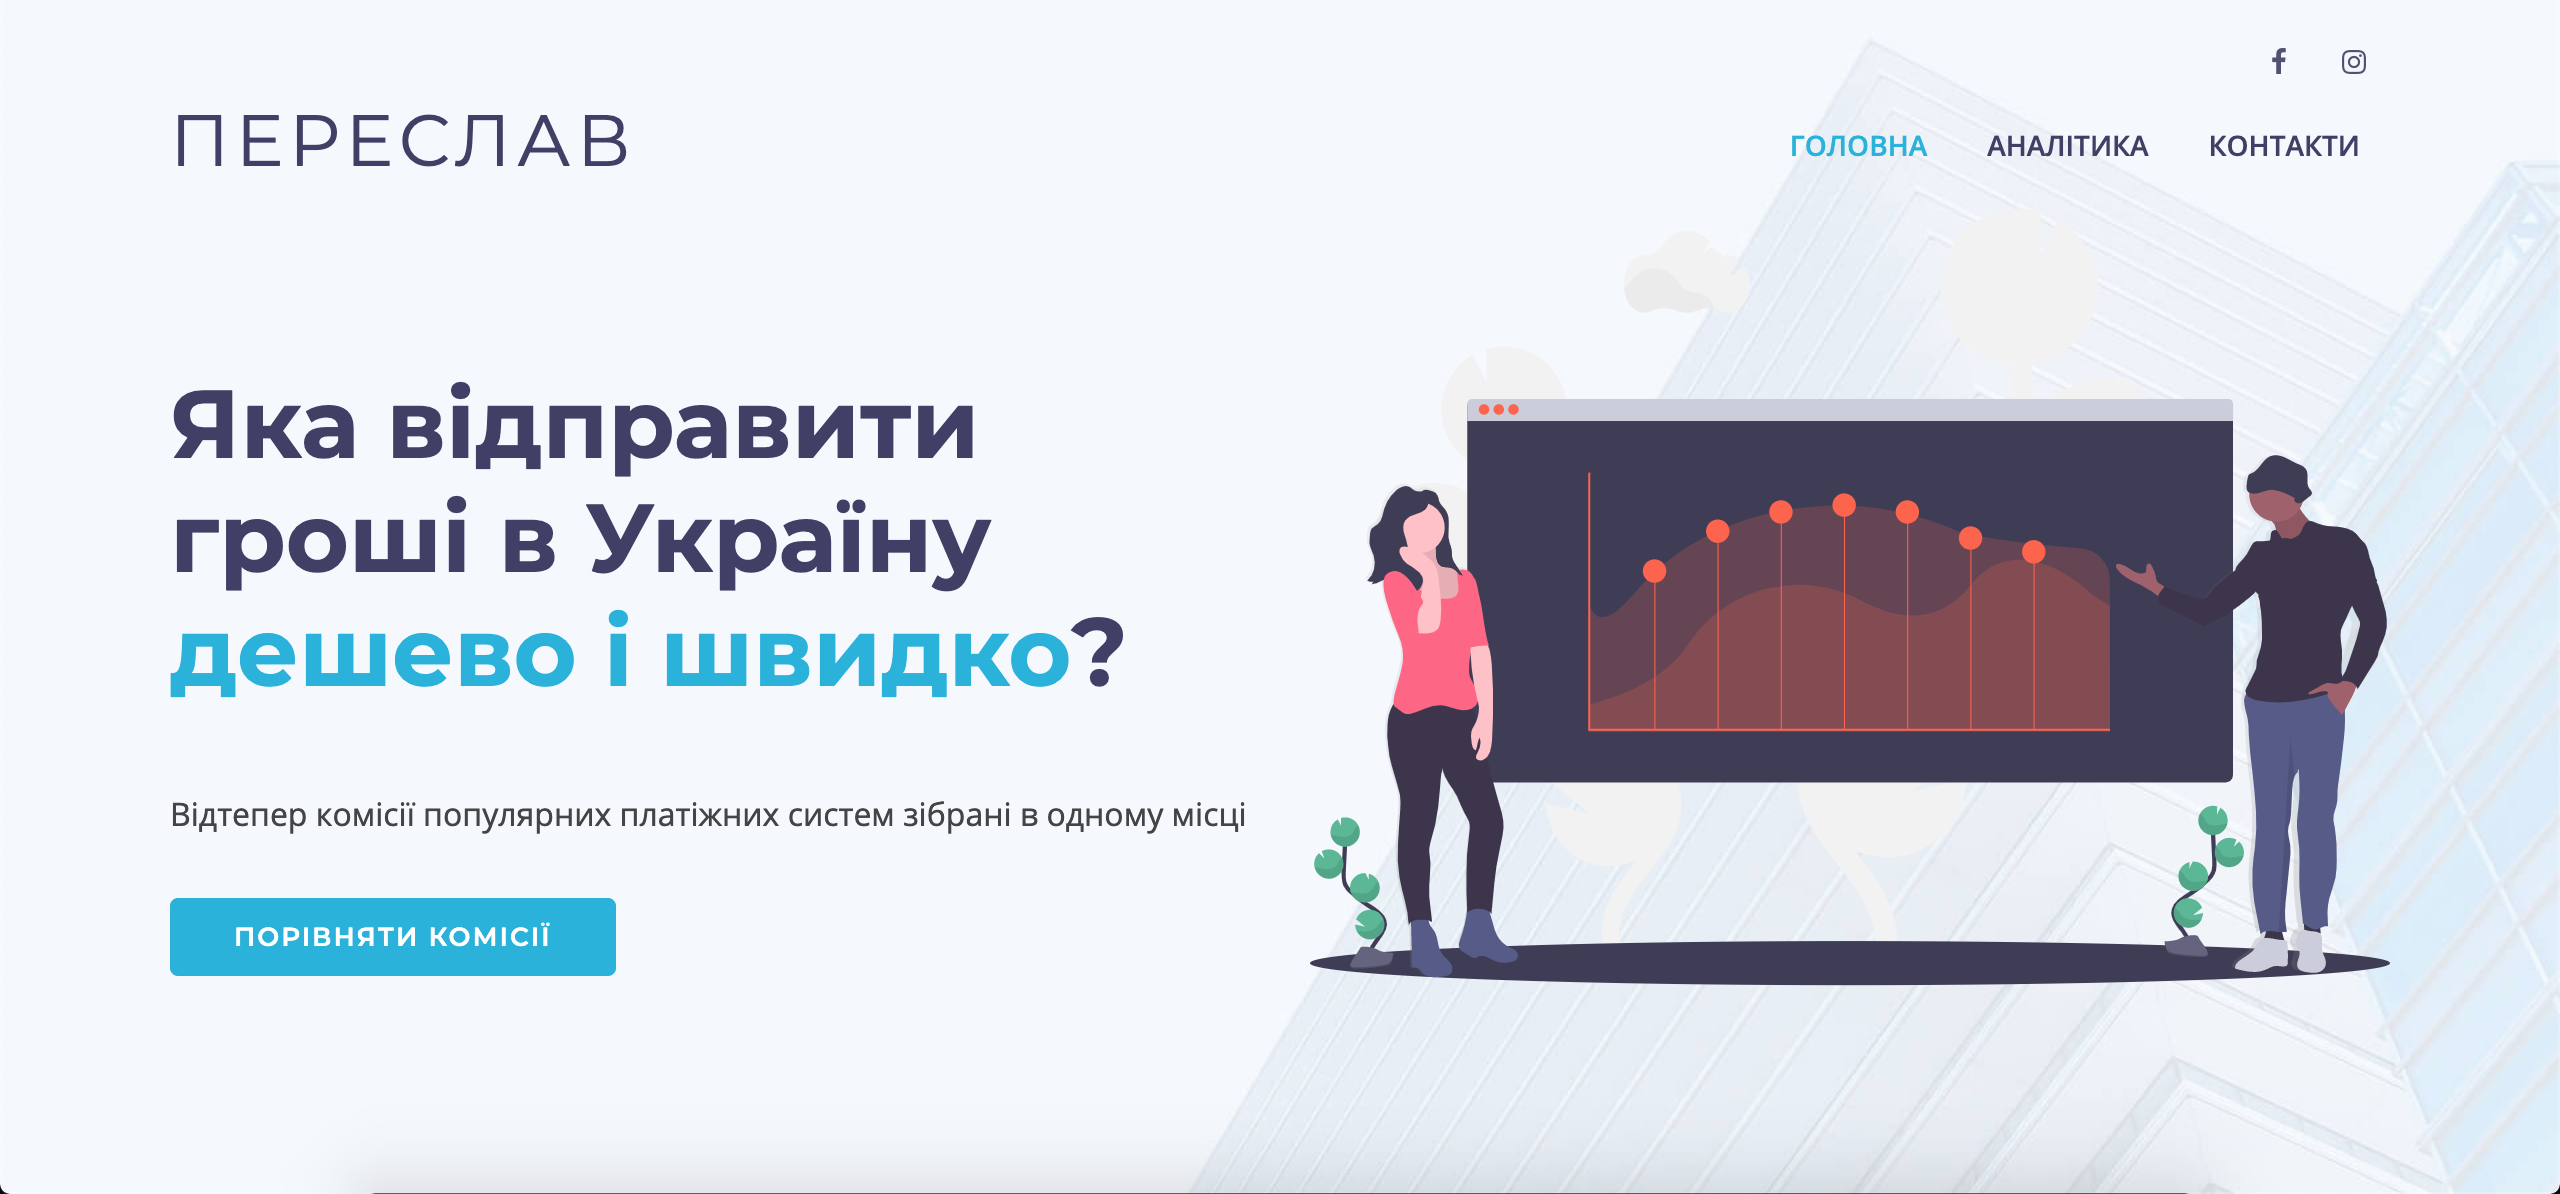 ПЕРЕСЛАВ
ГОЛОВНА АНАЛІТИКА КОНТАКТИ
Яка відправити
гроші в Україну
дешево і швидко?
Відтепер комісії популярних платіжних систем зібрані в одному місці
ПОРІВНЯТИ КОМІСІЇ